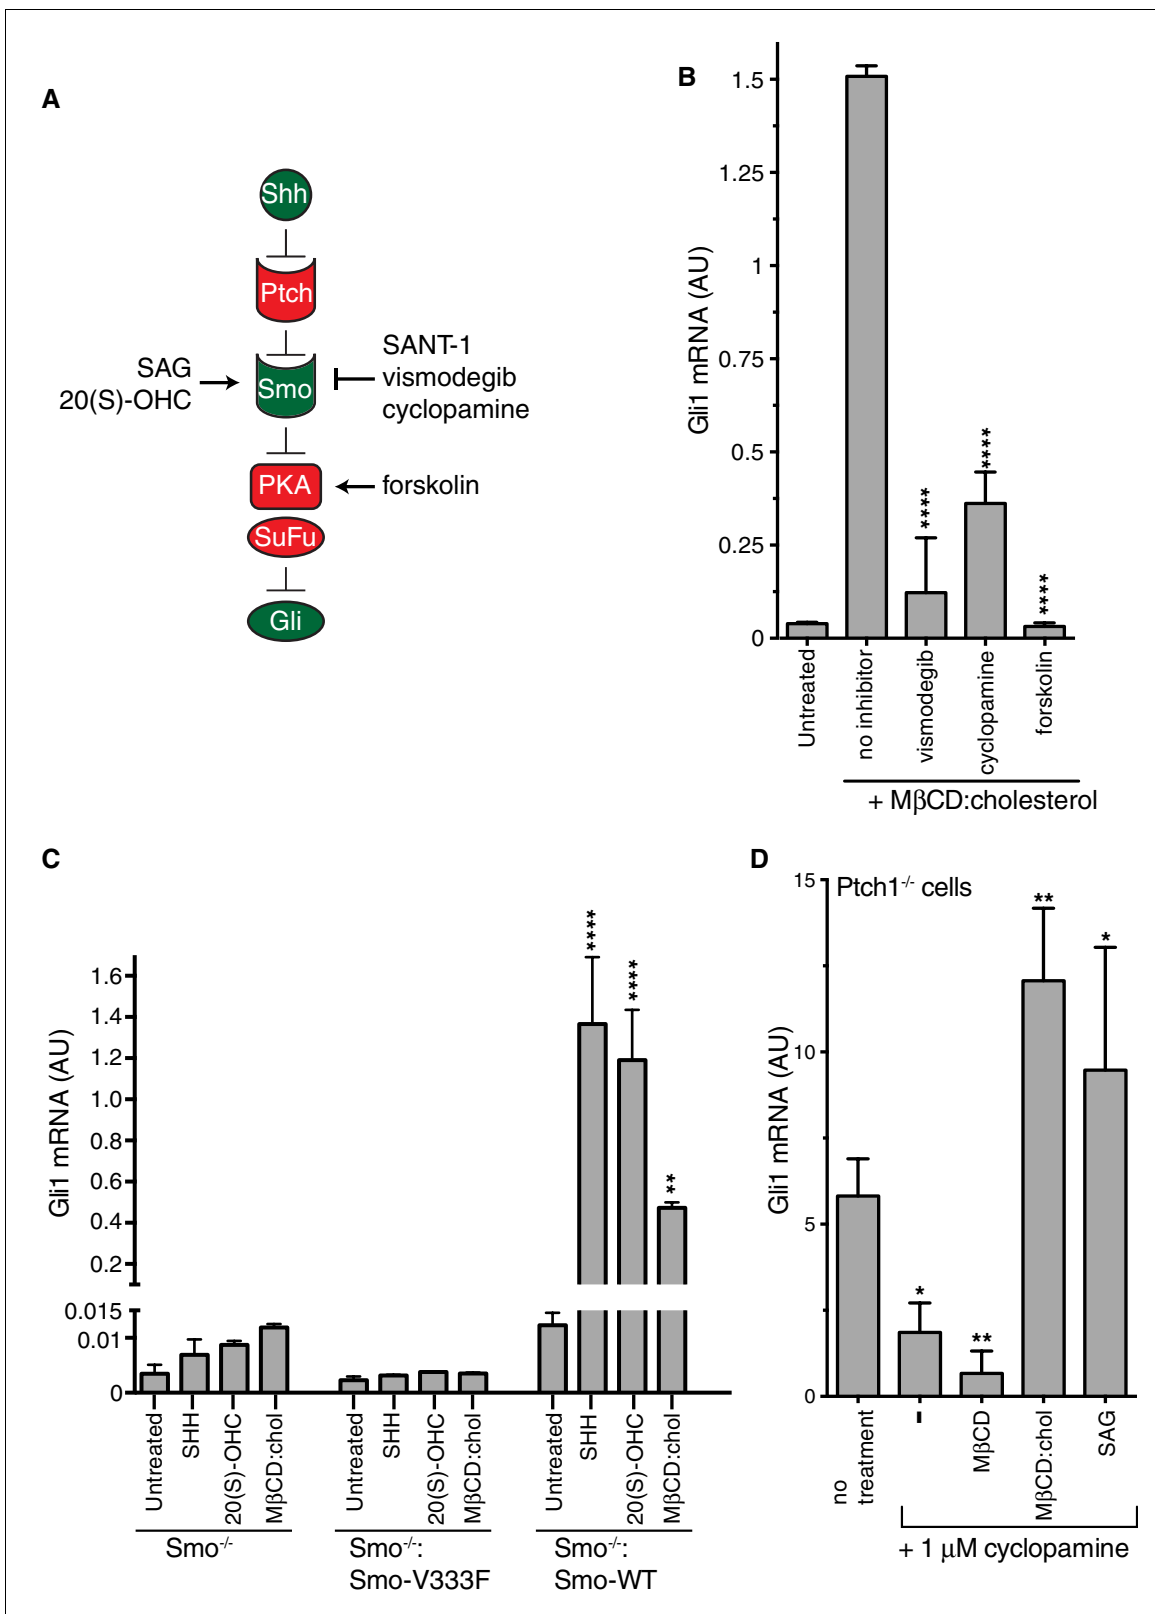 A
Shh
Ptch
Smo
PKA
SuFu
Gli
SAG
20(S)-OHC
SANT-1
vismodegib
cyclopamine
forskolin
B
Gli1 mRNA (AU)
1.5
1.25
1
0.75
0.5
0.25
0
****
****
****
Untreated
no inhibitor
vismodegib
cyclopamine
forskolin
+ MβCD:cholesterol
C
Gli1 mRNA (AU)
1.6
1.4
1.2
1.0
0.8
0.6
0.4
0.2
0.015
0.01
0
****
****
**
Untreated
SHH
20(S)-OHC
MβCD:chol
Untreated
SHH
20(S)-OHC
MβCD:chol
Untreated
SHH
20(S)-OHC
MβCD:chol
Smo-/-
Smo-/-:
Smo-V333F
Smo-/-:
Smo-WT
D
Ptch1-/- cells
Gli1 mRNA (AU)
15
10
5
0
*
**
**
*
no
treatment
-
MβCD
MβCD:chol
SAG
+ 1 μM cyclopamine